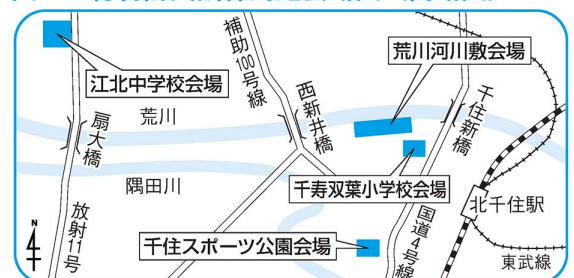 補助100号線
荒川河川敷会場
江北中学校会場
西新井橋
千住新橋
荒川
扇大橋
隅田川
千寿双葉小学校会場
北千住駅
放射11号
国道4号線
N
千住スポーツ公園会場
東武線